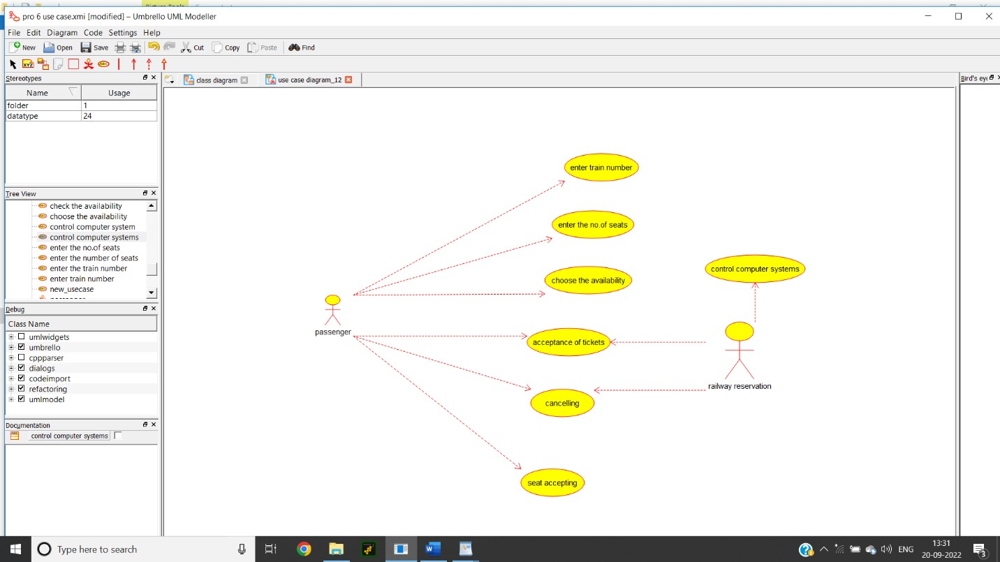 Picture Tools
pro 6 use case.xmi [modified] – Umbrello UML Modeller
File Edit Diagram Code Settings Help
New Open Save Cut Copy Paste Find
XYZ ABC
Stereotypes
class diagram
use case diagram_12
Bird's eye
Name Usage
folder 1
datatype 24
Tree View
check the availability
choose the availability
control computer system
control computer systems
enter the no.of seats
enter the number of seats
enter the train number
enter train number
new_usecase
Debug
Class Name
umlwidgets
umbrello
cppparser
dialogs
codeimport
refactoring
umlmodel
Documentation
control computer systems
enter train number
enter the no.of seats
control computer systems
choose the availability
passenger
acceptance of tickets
railway reservation
cancelling
seat accepting
Type here to search
W
ENG
13:31
20-09-2022
3